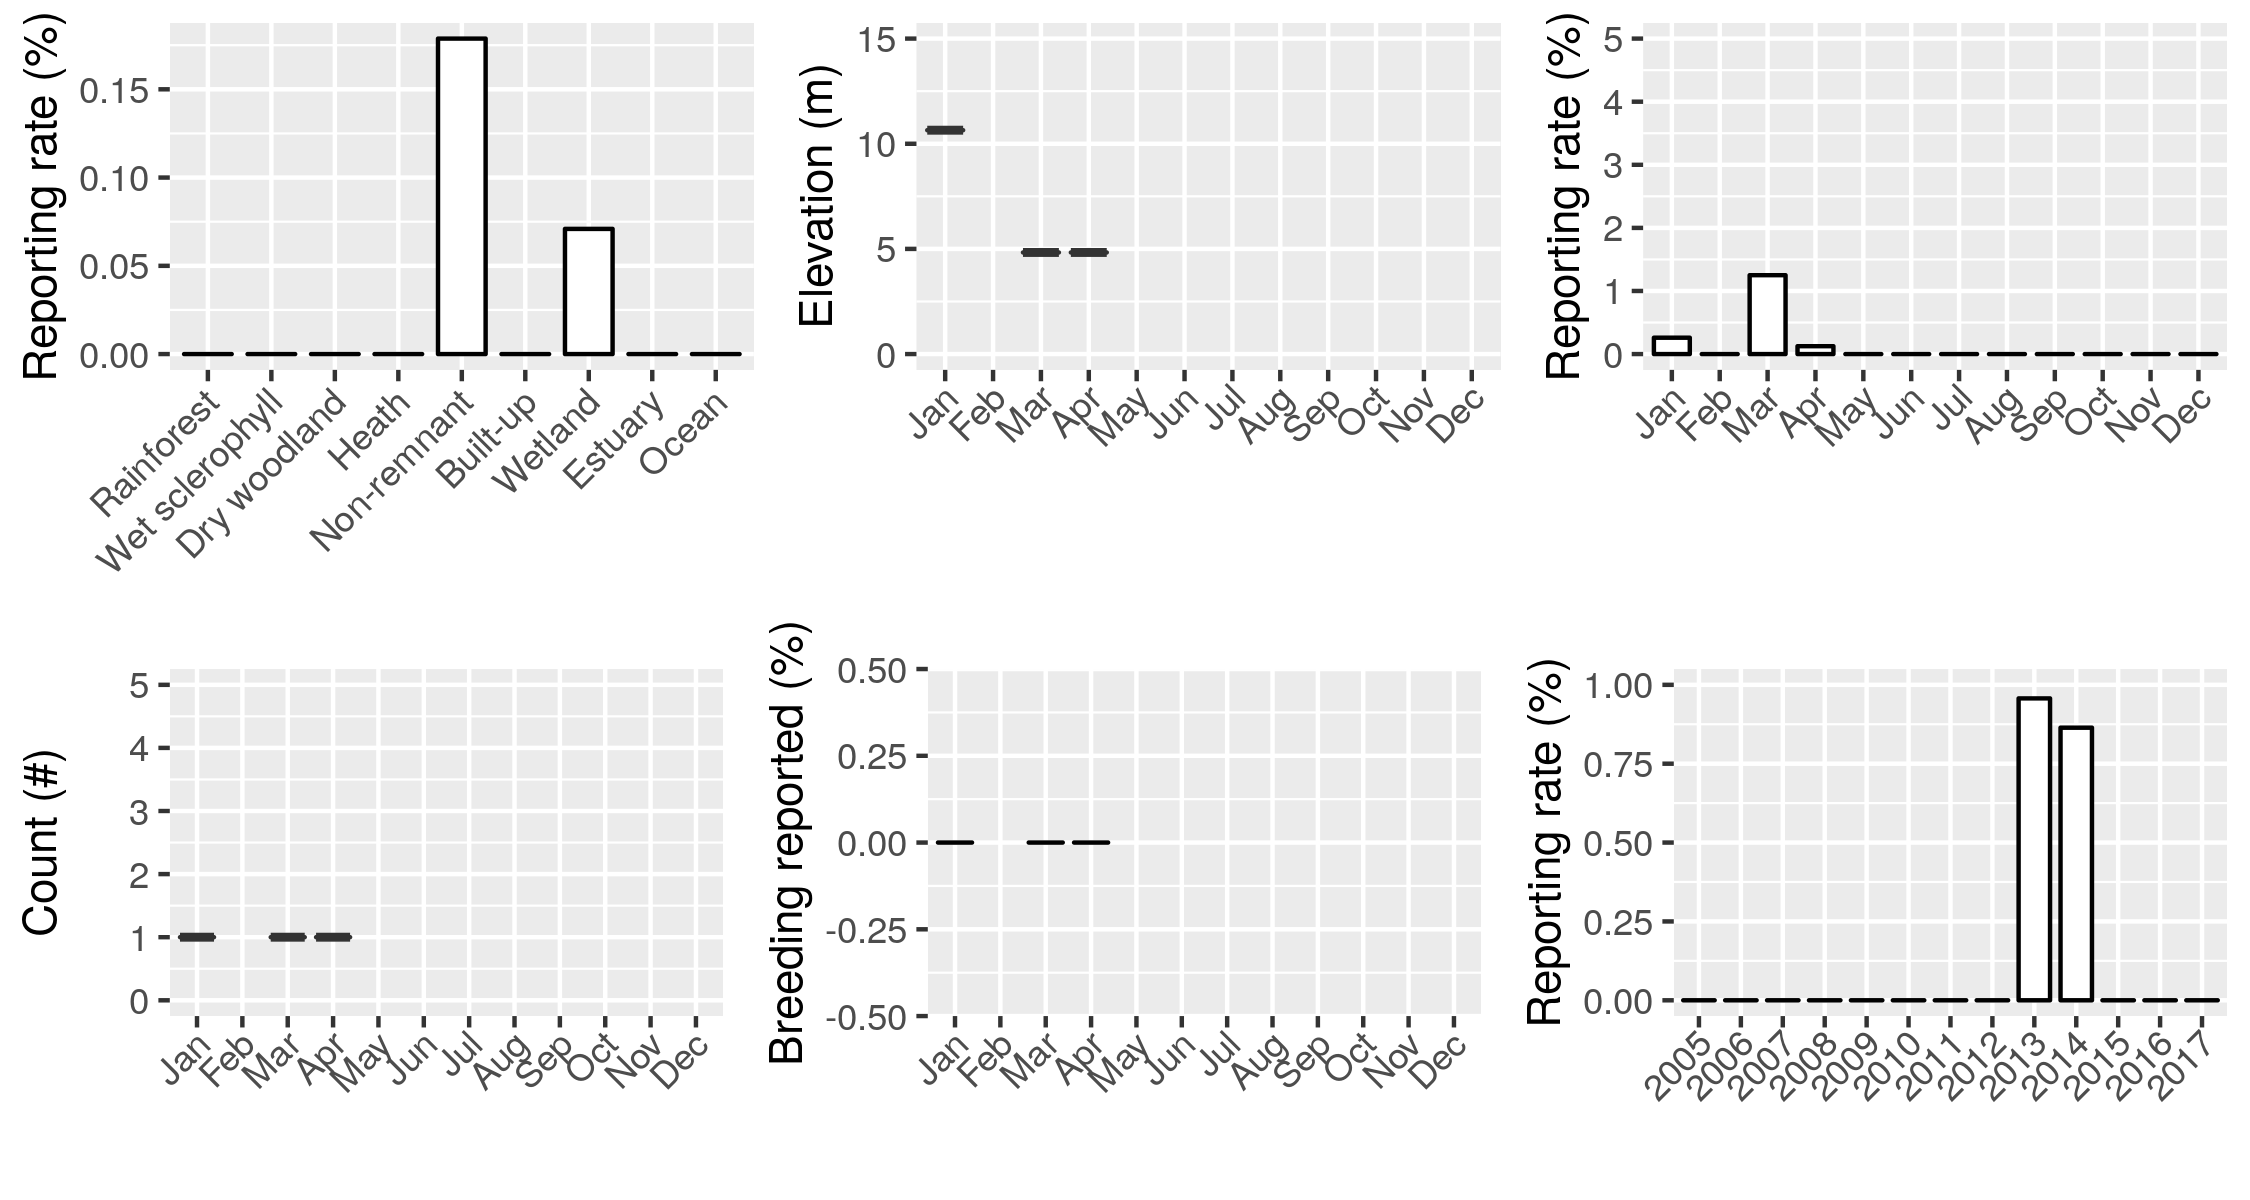 Reporting rate (%)
0.15
0.10
0.05
0.00
Rainforest
Wet sclerophyll
Dry woodland
Heath
Non-remnant
Built-up
Wetland
Estuary
Ocean
Elevation (m)
15
10
5
0
Jan
Feb
Mar
Apr
May
Jun
Jul
Aug
Sep
Oct
Nov
Dec
Reporting rate (%)
5
4
3
2
1
0
Jan
Feb
Mar
Apr
May
Jun
Jul
Aug
Sep
Oct
Nov
Dec
Count (#)
5
4
3
2
1
0
Jan
Feb
Mar
Apr
May
Jun
Jul
Aug
Sep
Oct
Nov
Dec
Breeding reported (%)
0.50
0.25
0.00
-0.25
-0.50
Jan
Feb
Mar
Apr
May
Jun
Jul
Aug
Sep
Oct
Nov
Dec
Reporting rate (%)
1.00
0.75
0.50
0.25
0.00
2005
2006
2007
2008
2009
2010
2011
2012
2013
2014
2015
2016
2017